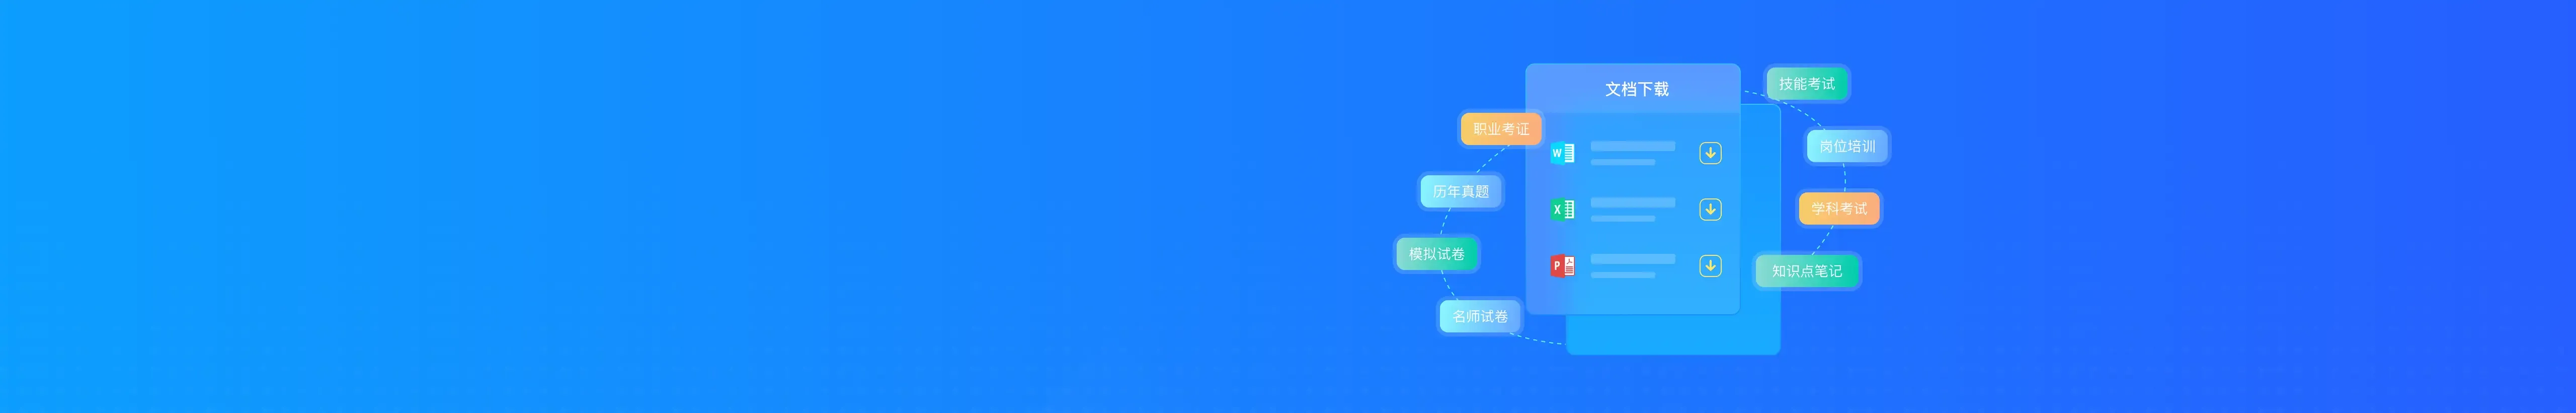 文档下载
职业考证
历年真题
模拟试卷
名师试卷
W
X
P
技能考试
岗位培训
学科考试
知识点笔记